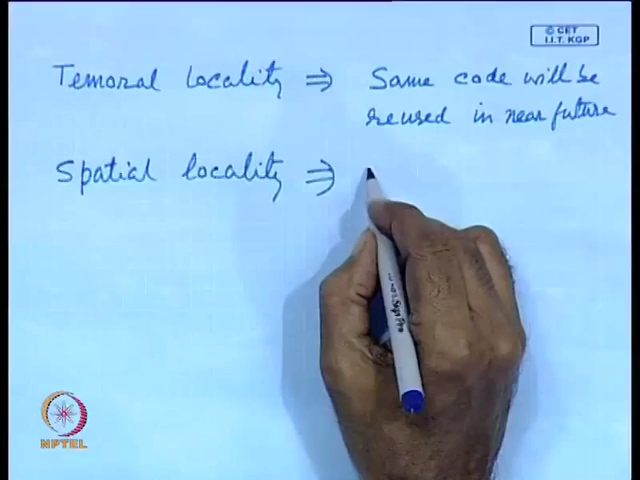 © CET
I.I.T. KGP
Temoral locality ⇒ Same code will be
reused in near future
Spatial locality ⇒
NPTEL